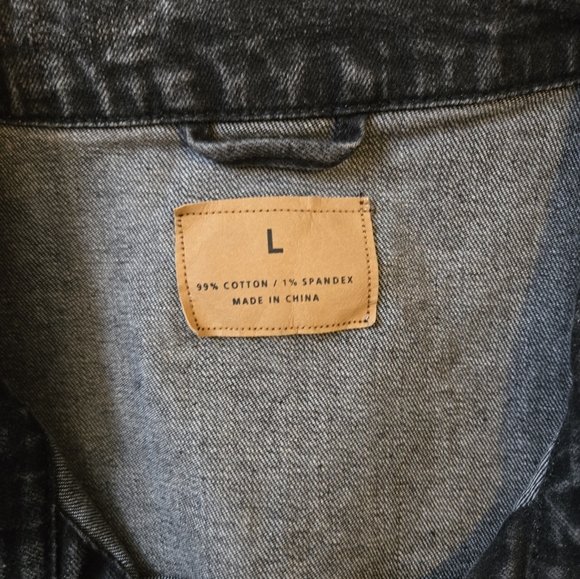 L
99% COTTON / 1% SPANDEX
MADE IN CHINA